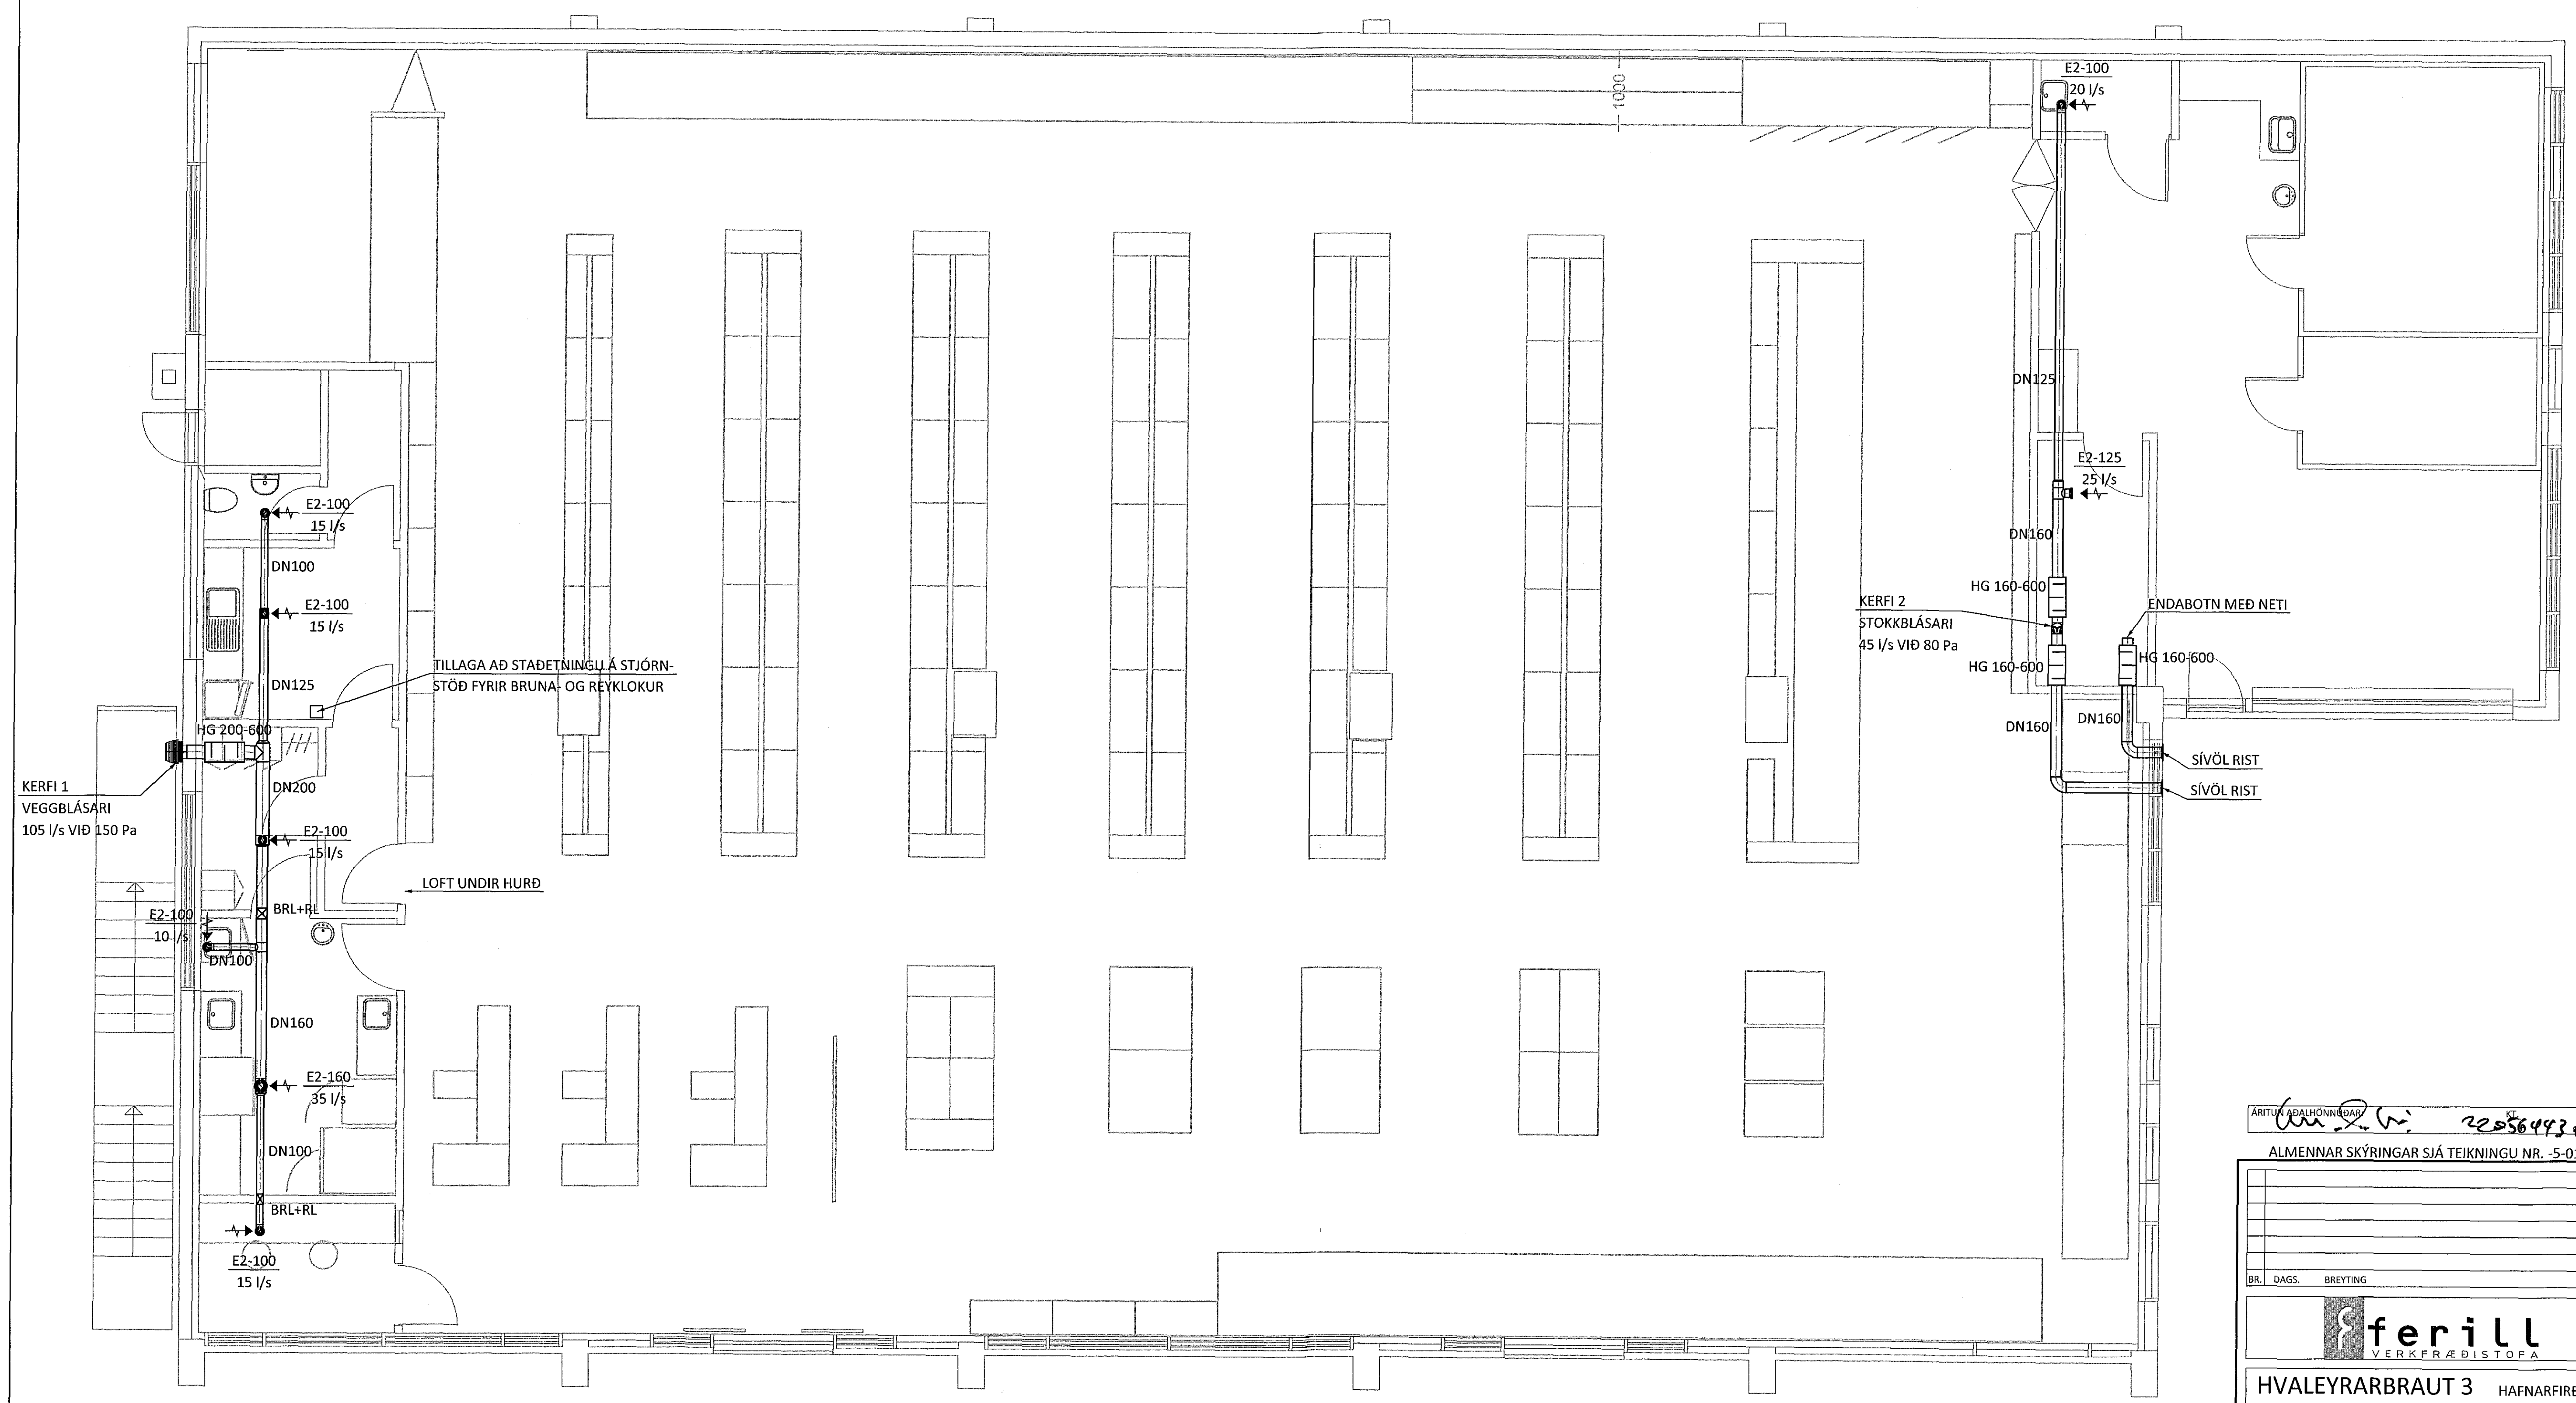 1000
E2-100
20 l/s
DN125
E2-125
25 l/s
DN160
HG 160-600
KERFI 2
STOKKBLÁSARI
45 l/s VIÐ 80 Pa
HG 160-600
ENDABOTN MEÐ NETI
HG 160-600
DN160
DN160
SÍVÖL RIST
SÍVÖL RIST
E2-100
15 l/s
DN100
E2-100
15 l/s
TILLAGA AÐ STAÐETNINGU Á STJÓRN-
STÖÐ FYRIR BRUNA- OG REYKLOKUR
DN125
HG 200-600
KERFI 1
VEGGBLÁSARI
105 l/s VIÐ 150 Pa
DN200
E2-100
15 l/s
LOFT UNDIR HURÐ
BRL+RL
E2-100
10 l/s
DN100
DN160
E2-160
35 l/s
DN100
BRL+RL
E2-100
15 l/s
ÁRITUN AÐALHÖNNUÐAR:
KT.
ALMENNAR SKÝRINGAR SJÁ TEIKNINGU NR. -5-0
BR. DAGS. BREYTING
ferill
VERKFRÆÐISTOFA
HVALEYRARBRAUT 3 HAFNARFIRÐ